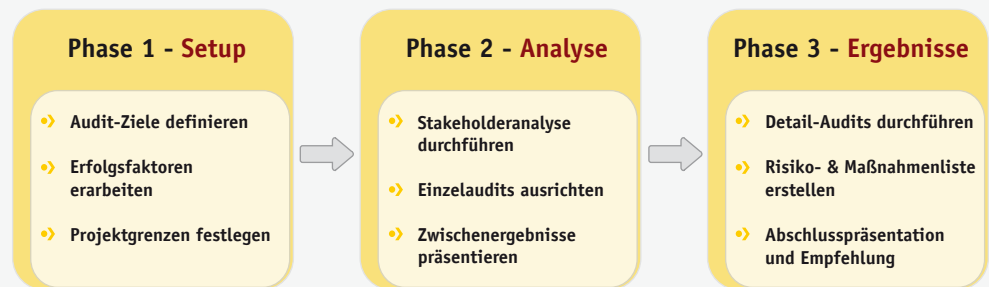 Phase 1 - Setup
Audit-Ziele definieren
Erfolgsfaktoren
erarbeiten
Projektgrenzen festlegen
Phase 2 - Analyse
Stakeholderanalyse
durchführen
Einzelaudits ausrichten
Zwischenergebnisse
präsentieren
Phase 3 - Ergebnisse
Detail-Audits durchführen
Risiko- & Maßnahmenliste
erstellen
Abschlusspräsentation
und Empfehlung